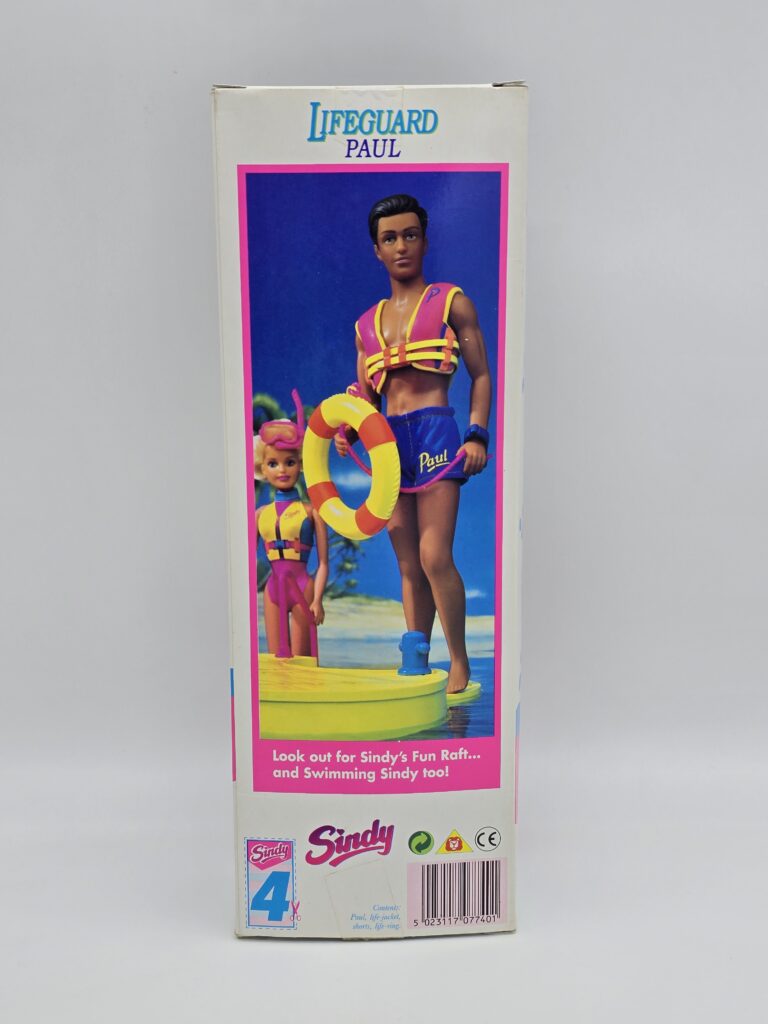 LIFEGUARD
PAUL
P
Paul
Sindy
Look out for Sindy's Fun Raft...
and Swimming Sindy too!
Sindy
Sindy
4
CE
Contents:
Paul, life-jacket,
shorts, life-ring.
5 023117 077401